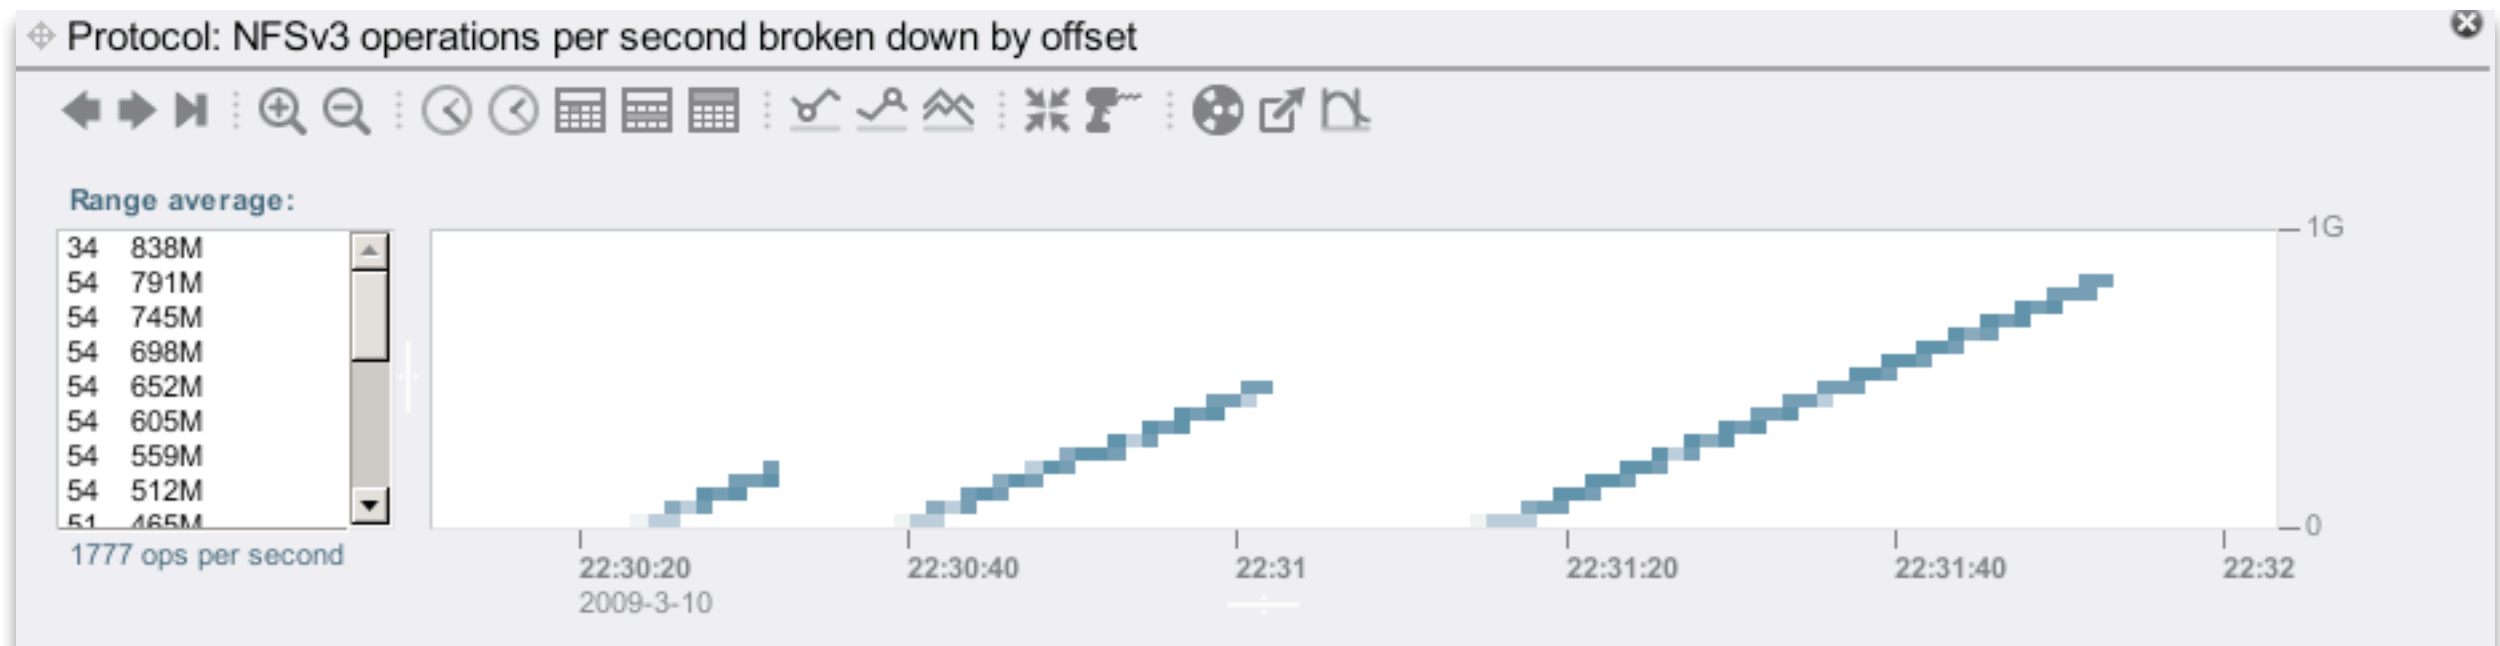 Protocol: NFSv3 operations per second broken down by offset
Range average:
34 838M
54 791M
54 745M
54 698M
54 652M
54 605M
54 559M
54 512M
51 465M
1777 ops per second
1G
0
22:30:20 22:30:40 22:31 22:31:20 22:31:40 22:32
2009-3-10